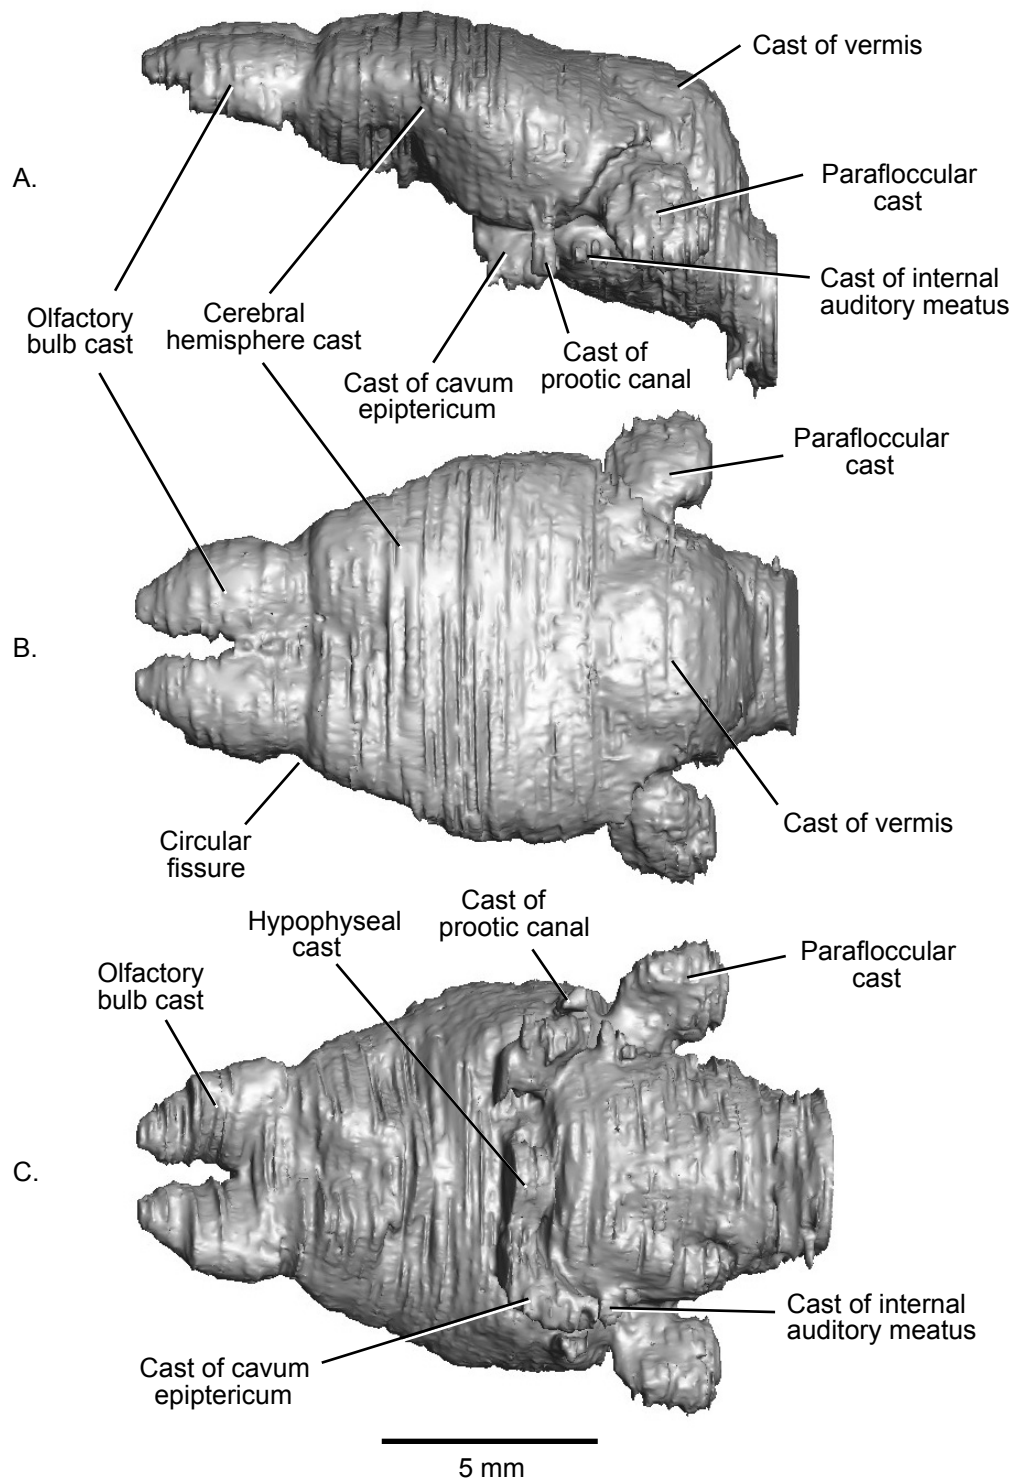 Cast of vermis
A.
Parafloccular
cast
Cast of internal
auditory meatus
Olfactory
bulb cast
Cerebral
hemisphere cast
Cast of
prootic canal
Cast of cavum
epiptericum
Parafloccular
cast
B.
Cast of vermis
Circular
fissure
Cast of
prootic canal
Hypophyseal
cast
Parafloccular
cast
Olfactory
bulb cast
C.
Cast of internal
auditory meatus
Cast of cavum
epiptericum
5 mm